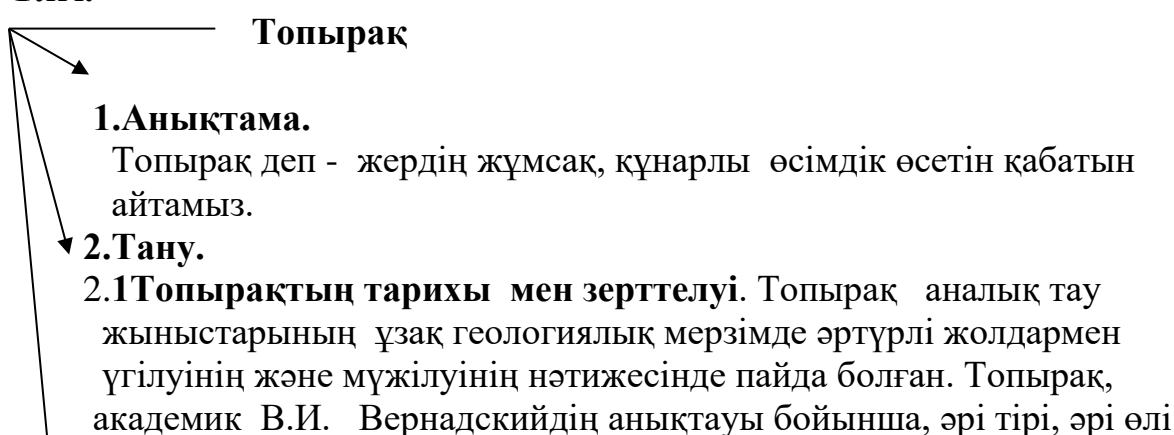 Топырақ
1.Анықтама.
Топырақ деп - жердің жұмсақ, құнарлы өсімдік өсетін қабатын
айтамыз.
2.Тану.
2.1Топырақтың тарихы мен зерттелуі. Топырақ аналық тау
жыныстарының ұзақ геологиялық мерзімде әртүрлі жолдармен
үгілуінің және мүжілуінің нәтижесінде пайда болған. Топырақ,
академик В.И. Вернадскийдің анықтауы бойынша, әрі тірі, әрі өлі